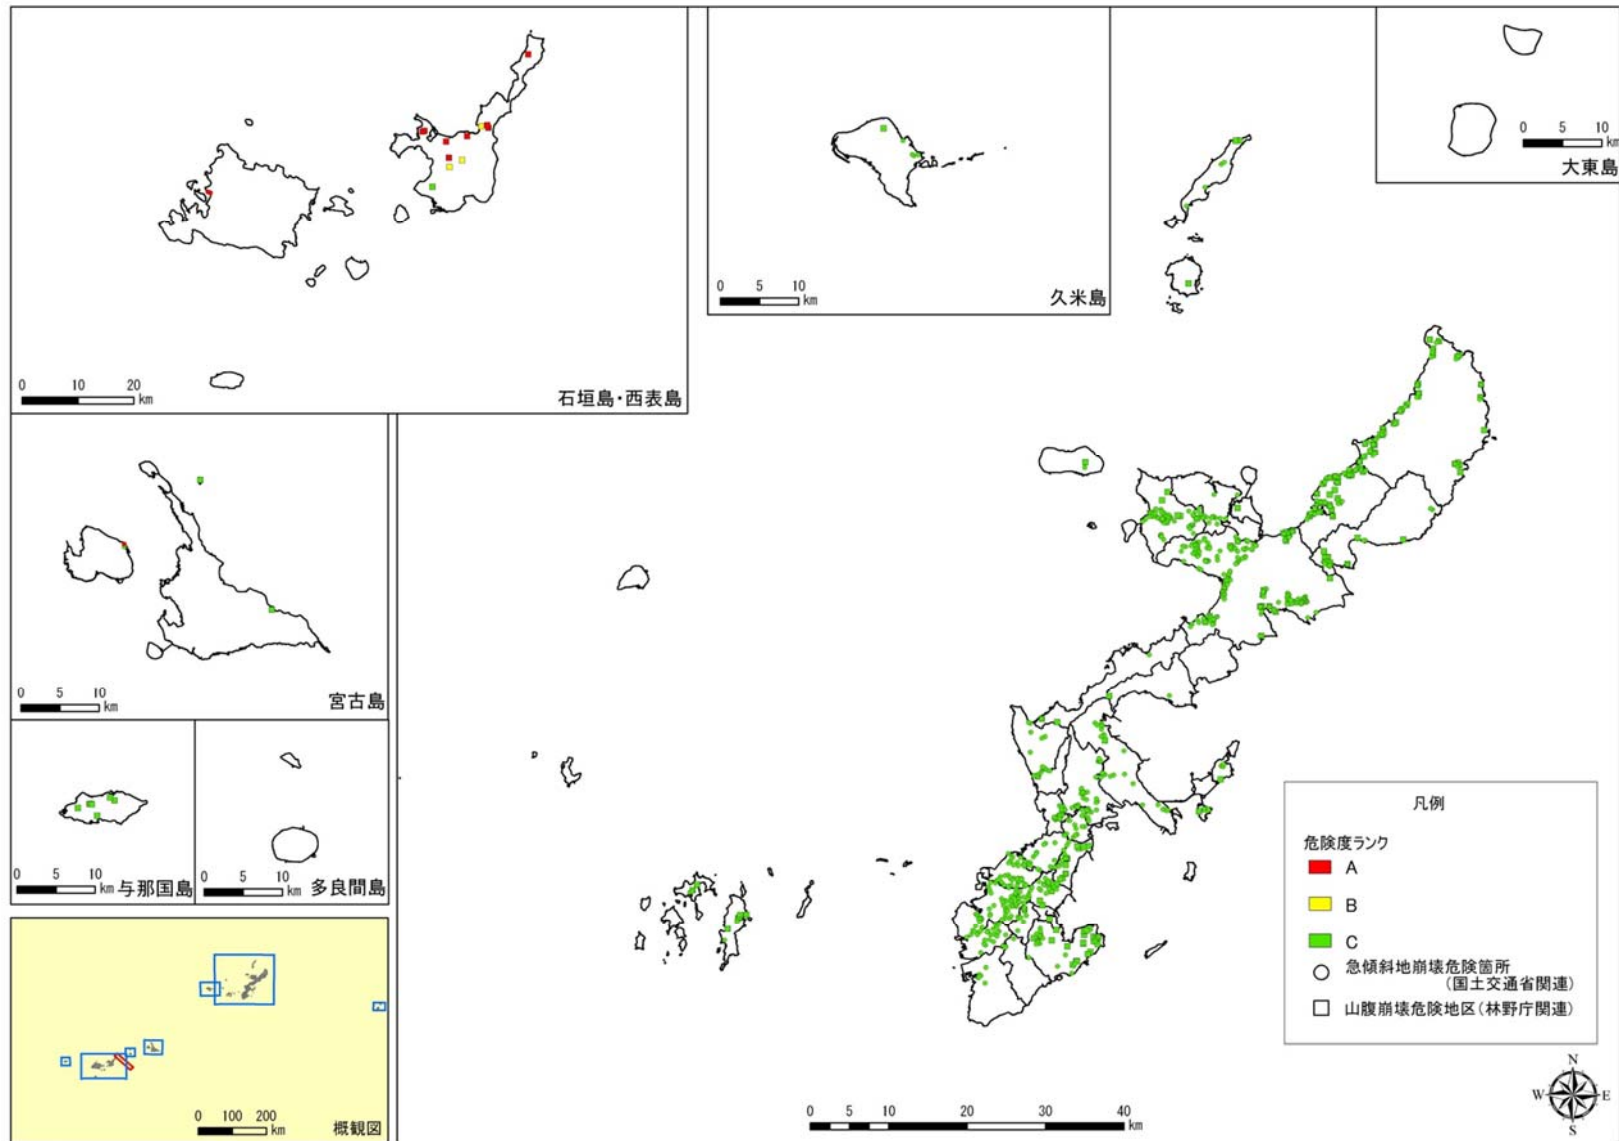 0 10 20 km
石垣島・西表島
0 5 10 km
久米島
0 5 10 km
大東島
0 5 10 km
宮古島
0 5 10 km
与那国島
0 5 10 km
多良間島
0 100 200 km
概観図
凡例
危険度ランク
A
B
C
急傾斜地崩壊危険箇所
（国土交通省関連）
山腹崩壊危険地区（林野庁関連）
N
W E
S
0 5 10 20 30 40 km